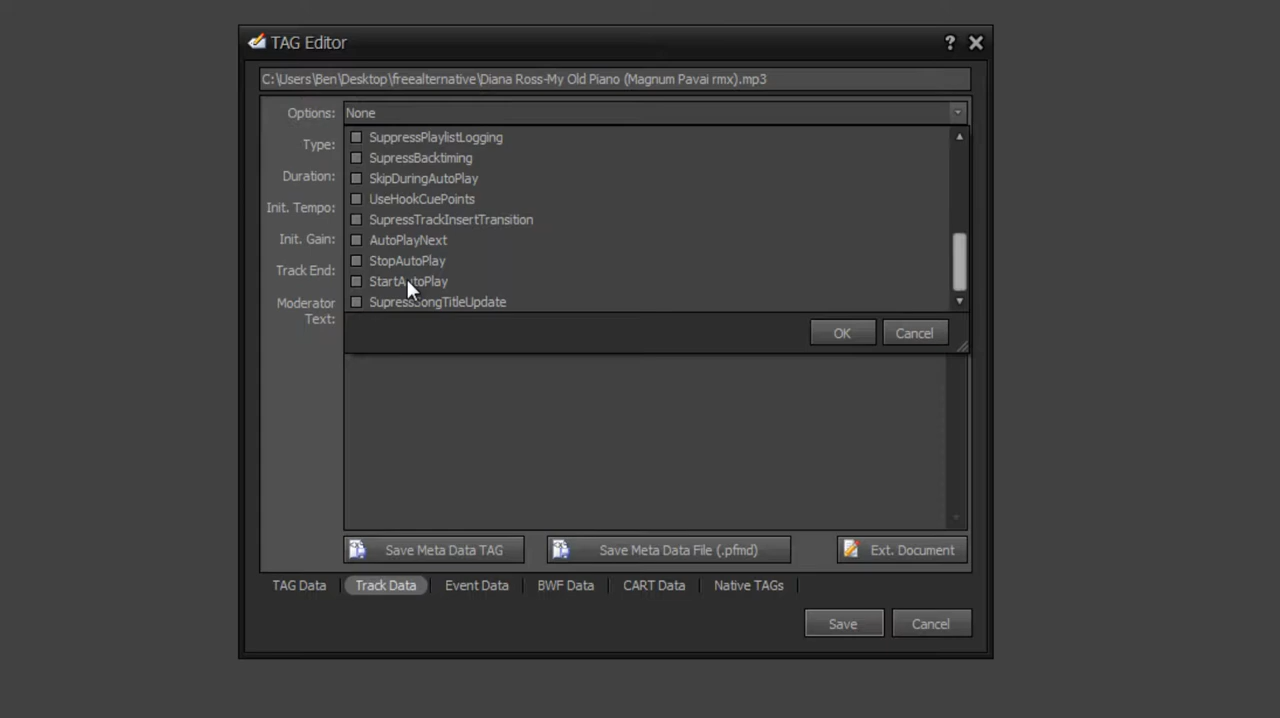 TAG Editor
?
C:\Users\Ben\Desktop\freealternative\Diana Ross-My Old Piano (Magnum Pavai rmx).mp3
Options: None
SuppressPlaylistLogging
Type:
SupressBacktiming
SkipDuringAutoPlay
Duration:
UseHookCuePoints
Init. Tempo:
SupressTrackInsertTransition
Init. Gain:
AutoPlayNext
StopAutoPlay
Track End:
StartAutoPlay
SupressSongTitleUpdate
Moderator
Text:
OK Cancel
Save Meta Data TAG Save Meta Data File (.pfmd) Ext. Document
TAG Data Track Data Event Data BWF Data CART Data Native TAGs
Save Cancel